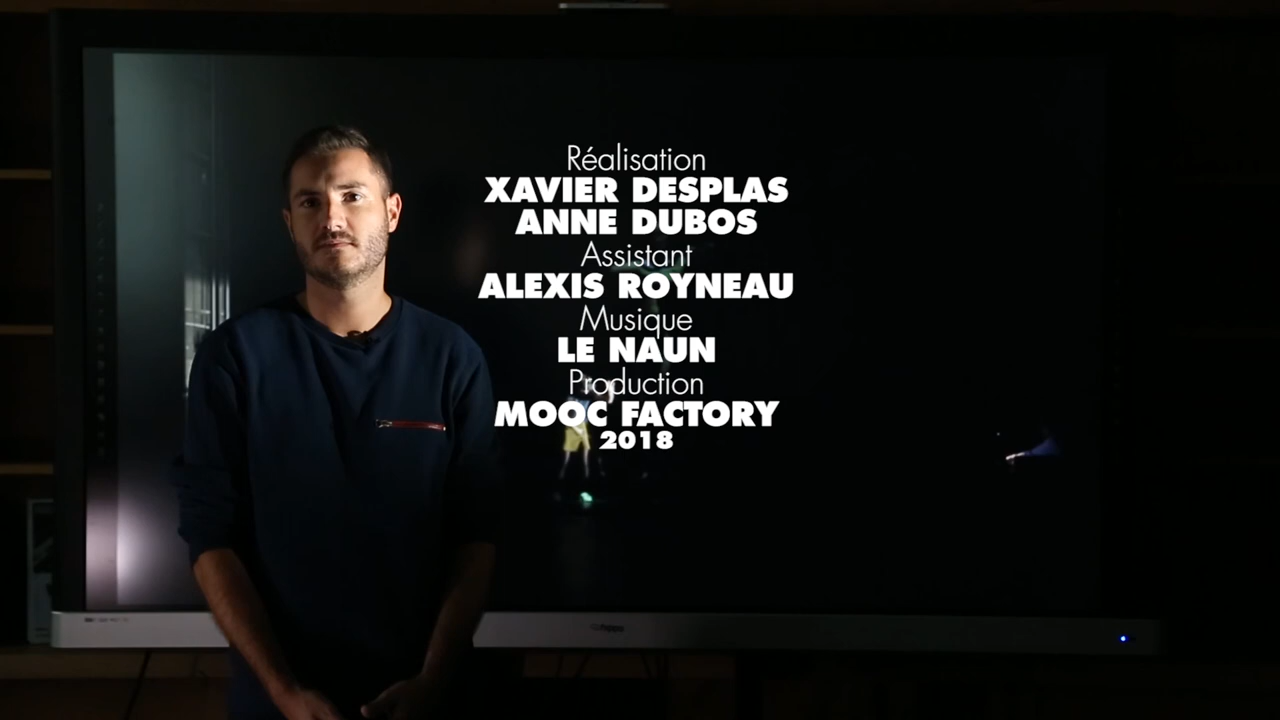 Réalisation
XAVIER DESPLAS
ANNE DUBOS
Assistant
ALEXIS ROYNEAU
Musique
LE NAUN
Production
MOOC FACTORY
2018